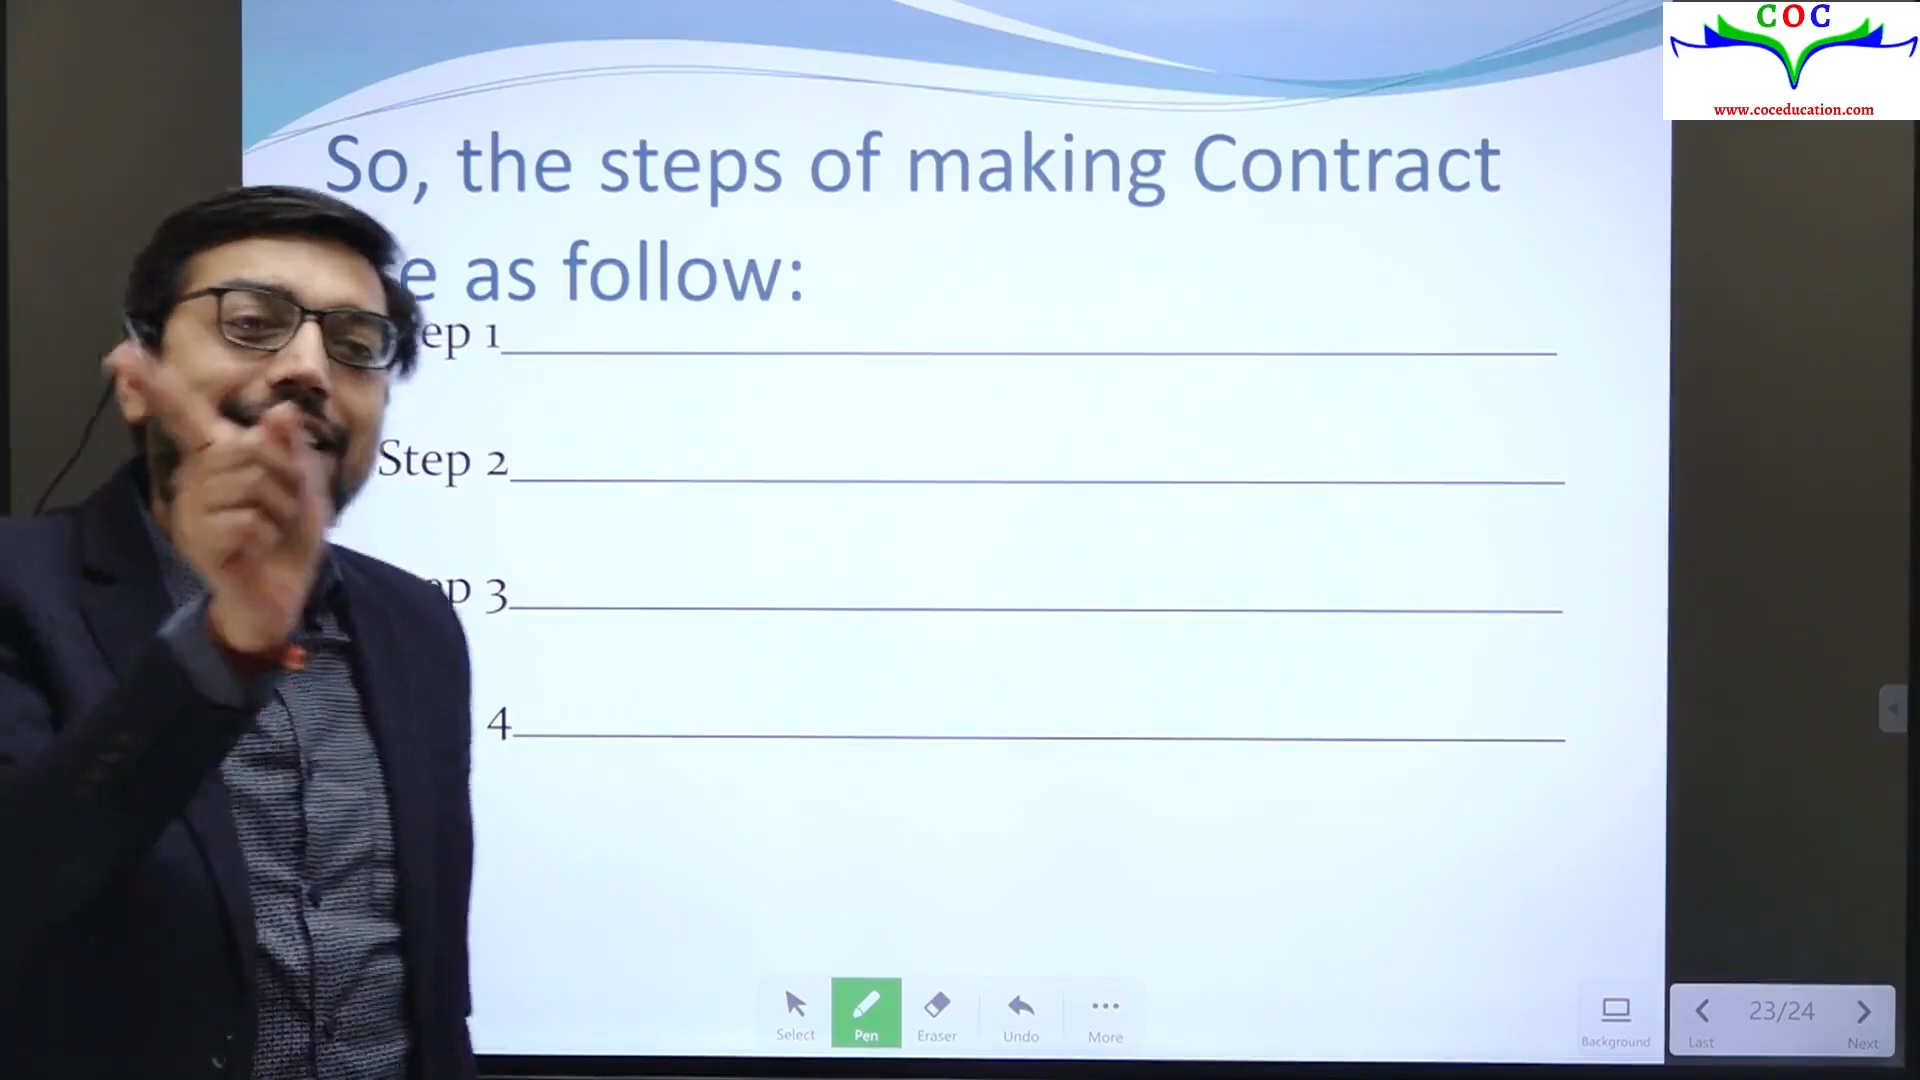 COC
www.coceducation.com
So, the steps of making Contract
as follow:
1
Step 2
3
4
Select
Pen
Eraser
Undo
More
Background
23/24
Last
Next